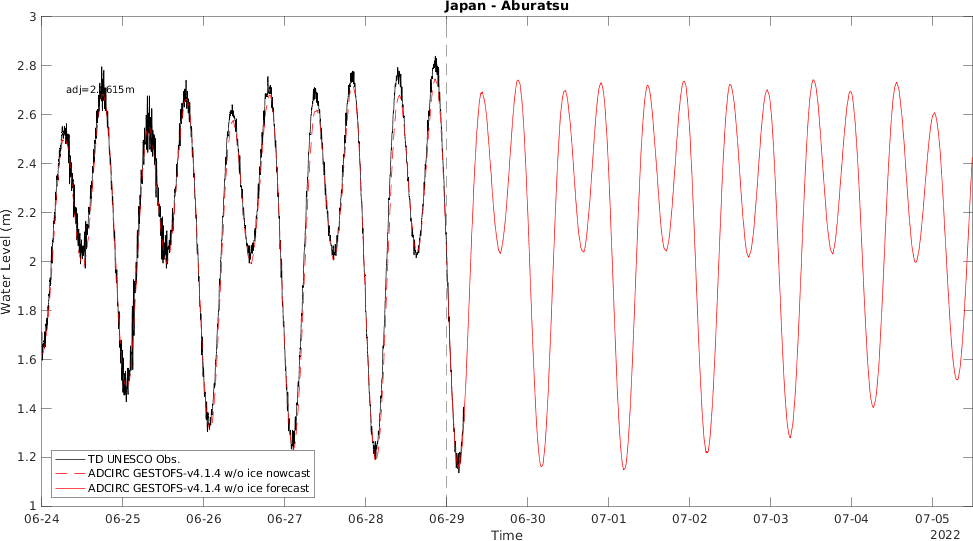 Japan - Aburatsu
3
2.8
2.6
2.4
2.2
2
1.8
1.6
1.4
1.2
1
Water Level (m)
TD UNESCO Obs.
ADCIRC GESTOFS-v4.1.4 w/o ice nowcast
ADCIRC GESTOFS-v4.1.4 w/o ice forecast
06-24 06-25 06-26 06-27 06-28 06-29 06-30 07-01 07-02 07-03 07-04 07-05
Time
2022